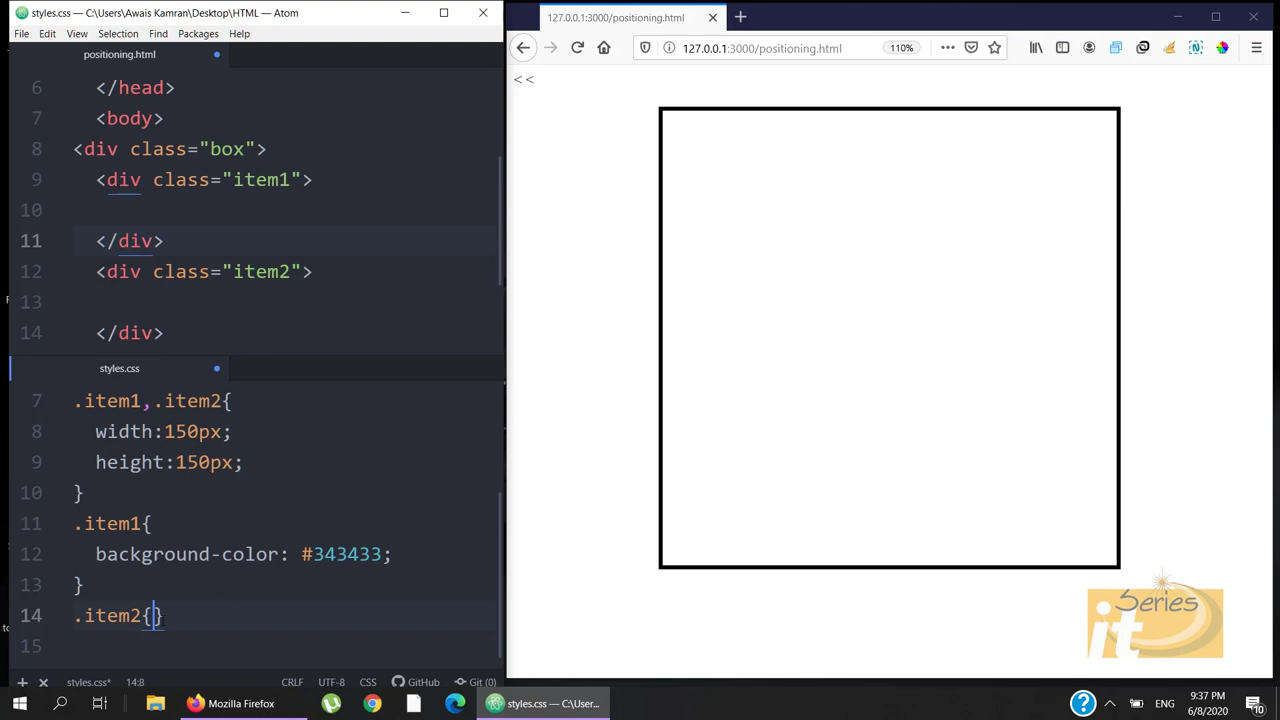 styles.css — C:\Users\Awais Kamran\Desktop\HTML — Atom
File Edit View Selection Find Packages Help
positioning.html
6 </head>
7 <body>
8 <div class="box">
9 <div class="item1">
10
11 </div>
12 <div class="item2">
13
14 </div>
styles.css
7 .item1,.item2{
8 width:150px;
9 height:150px;
10 }
11 .item1{
12 background-color: #343433;
13 }
14 .item2{}
15
styles.css* 14:8 CRLF UTF-8 CSS GitHub Git (0)
127.0.0.1:3000/positioning.html
127.0.0.1:3000/positioning.html 110%
<<
Series
it
Mozilla Firefox
styles.css — C:\User...
ENG
9:37 PM
6/8/2020
10